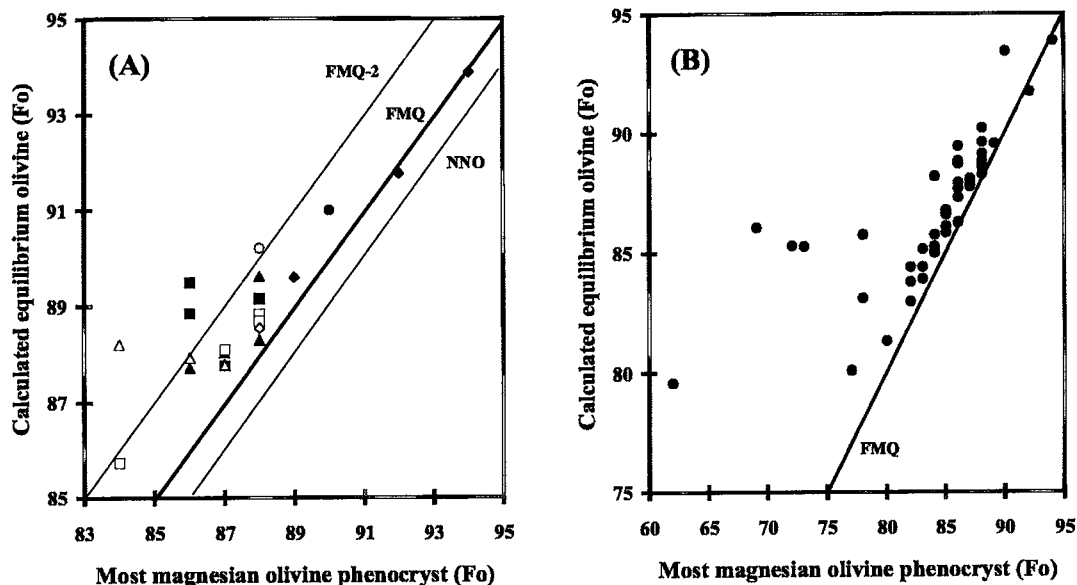 95
93
91
89
87
85
Calculated equilibrium olivine (Fo)
(A)
FMQ-2
FMQ
NNO
83 85 87 89 91 93 95
Most magnesian olivine phenocryst (Fo)
95
90
85
80
75
Calculated equilibrium olivine (Fo)
(B)
FMQ
60 65 70 75 80 85 90 95
Most magnesian olivine phenocryst (Fo)